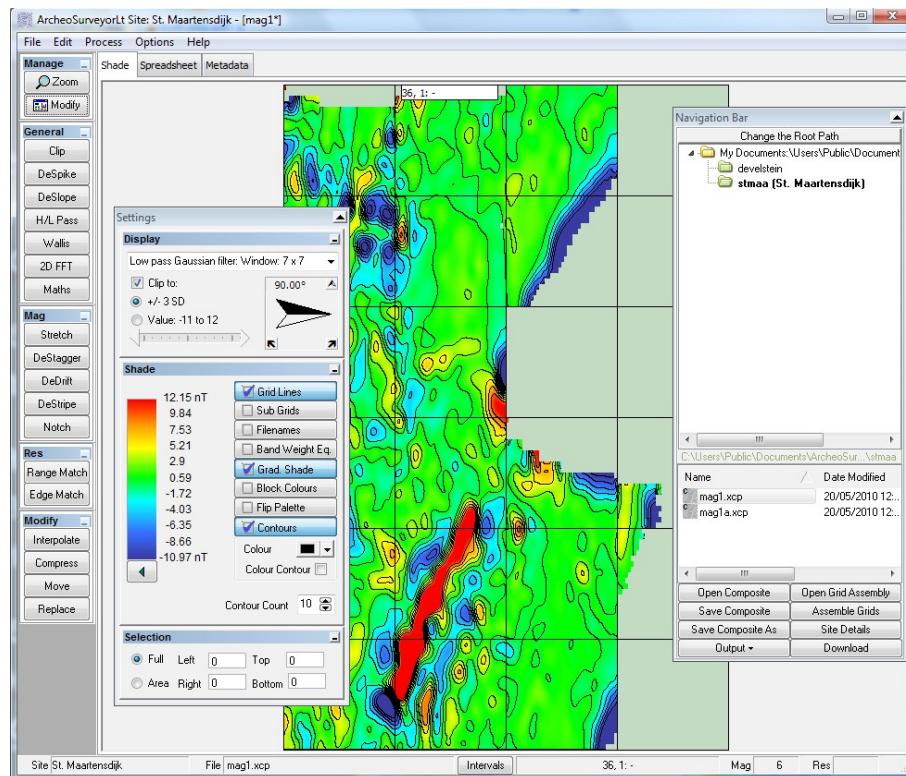 ArcheoSurveyorLt Site: St. Maartensdijk - [mag1*]
File Edit Process Options Help
Manage
Zoom
Modify
General
Clip
DeSpike
DeSlope
H/L Pass
Wallis
2D FFT
Maths
Mag
Stretch
DeStagger
DeDrift
DeStripe
Notch
Res
Range Match
Edge Match
Modify
Interpolate
Compress
Move
Replace
Shade Spreadsheet Metadata
36, 1: -
Settings
Display
Low pass Gaussian filter: Window: 7 x 7
Clip to:
+/- 3 SD
Value: -11 to 12
90.00°
Shade
12.15 nT
9.84
7.53
5.21
2.9
0.59
-1.72
-4.03
-6.35
-8.66
-10.97 nT
Grid Lines
Sub Grids
Filenames
Band Weight Eq.
Grad. Shade
Block Colours
Flip Palette
Contours
Colour
Colour Contour
Contour Count 10
Selection
Full Left 0 Top 0
Area Right 0 Bottom 0
Navigation Bar
Change the Root Path
My Documents:\Users\Public\Document
develstein
stmaa (St. Maartensdijk)
C:\Users\Public\Documents\ArcheoSur...\stmaa
Name Date Modified
mag1.xcp 20/05/2010 12:..
mag1a.xcp 20/05/2010 12:..
Open Composite Open Grid Assembly
Save Composite Assemble Grids
Save Composite As Site Details
Output Download
Site St. Maartensdijk File mag1.xcp Intervals 36, 1: - Mag 6 Res